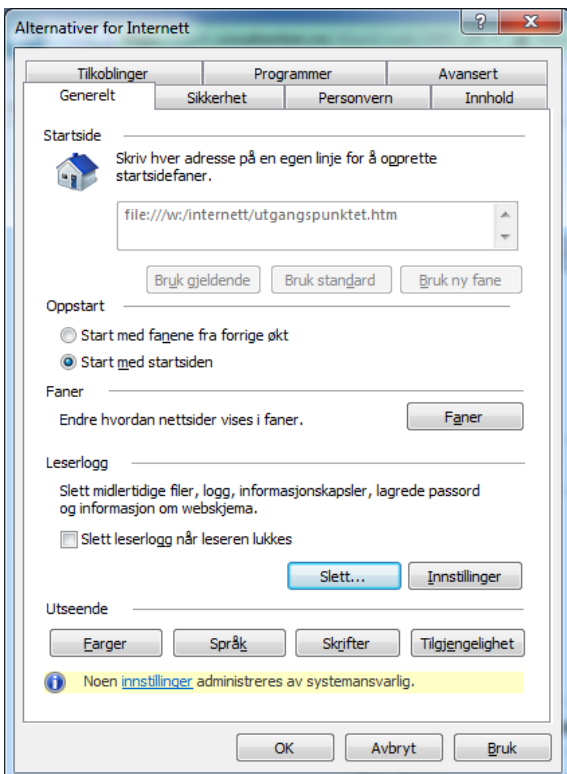 Alternativer for Internett
Tilkoblinger Programmer Avansert
Generelt Sikkerhet Personvern Innhold
Startside
Skriv hver adresse på en egen linje for å opprette
startsidefaner.
file:///w:/internett/utgangspunktet.htm
Bruk gjeldende Bruk standard Bruk ny fane
Oppstart
Start med fanene fra forrige økt
Start med startsiden
Faner
Endre hvordan nettsider vises i faner.
Faner
Leserlogg
Slett midlertidige filer, logg, informasjonskapsler, lagrede passord
og informasjon om webskjema.
Slett leserlogg når leseren lukkes
Slett... Innstillinger
Utseende
Farger Språk Skrifter Tilgjengelighet
Noen innstillinger administreres av systemansvarlig.
OK Avbryt Bruk